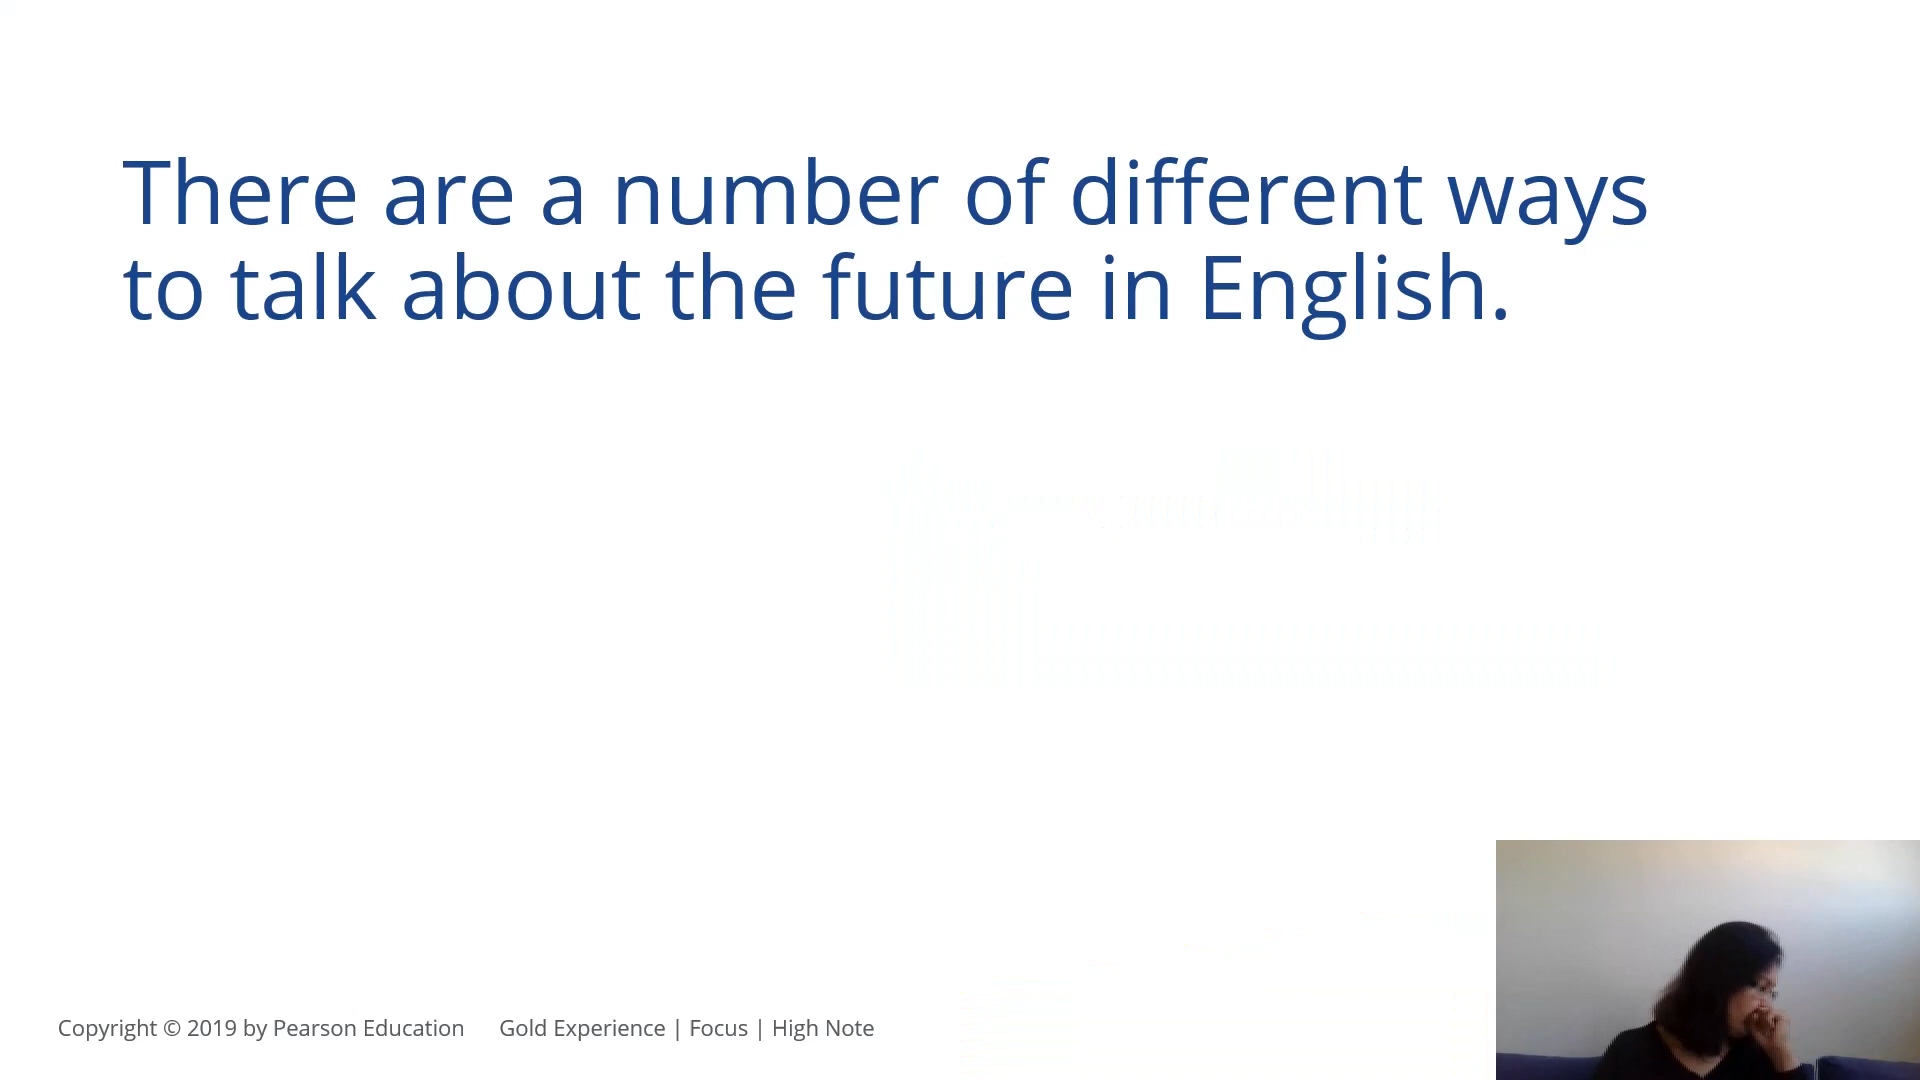 There are a number of different ways
to talk about the future in English.
Copyright © 2019 by Pearson Education Gold Experience | Focus | High Note